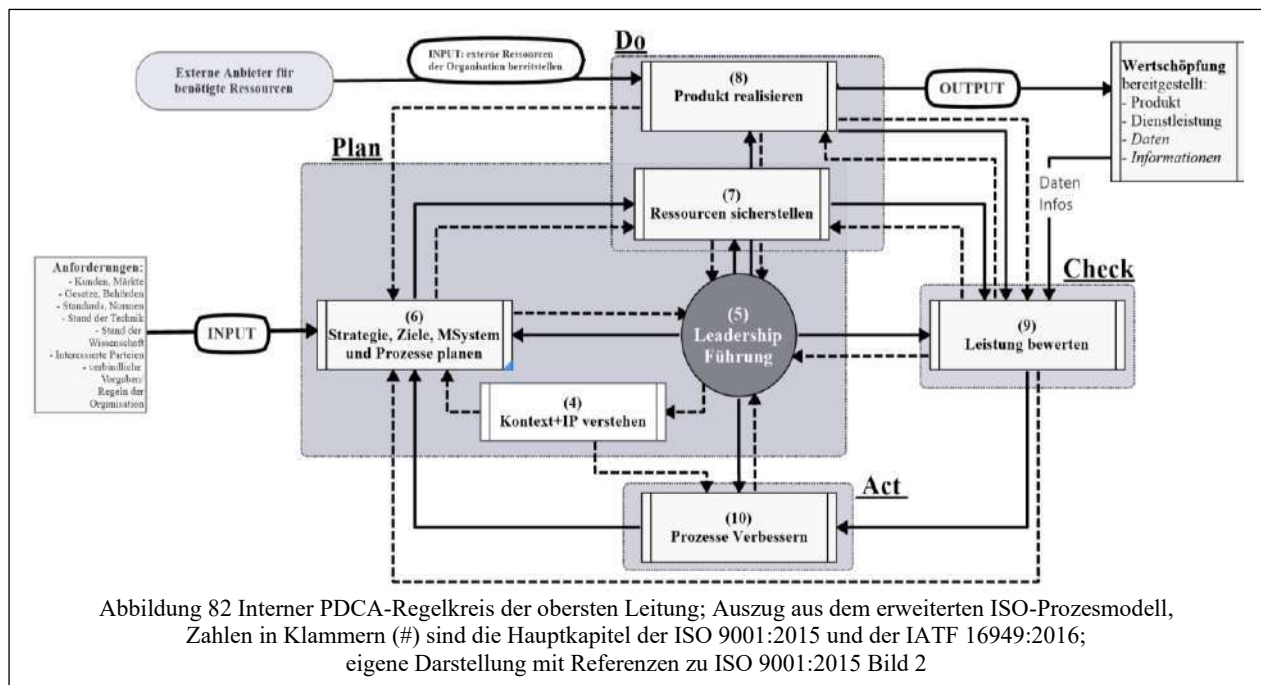 Do
INPUT: externe Ressourcen
der Organisation bereitstellen
Externe Anbieter für
benötigte Ressourcen
(8)
Produkt realisieren
OUTPUT
Wertschöpfung
bereitgestellt:
- Produkt
- Dienstleistung
- Daten
- Informationen
Plan
(7)
Ressourcen sicherstellen
Daten
Infos
Check
Anforderungen:
- Kunden, Märkte
- Gesetze, Behörden
- Standards, Normen
- Stand der Technik
- Stand der
Wissenschaft
- Interessierte Parteien
- verbindliche
Vorgaben/
Regeln der
Organisation
INPUT
(6)
Strategie, Ziele, MSystem
und Prozesse planen
(5)
Leadership
Führung
(9)
Leistung bewerten
(4)
Kontext+IP verstehen
Act
(10)
Prozesse Verbessern
Abbildung 82 Interner PDCA-Regelkreis der obersten Leitung; Auszug aus dem erweiterten ISO-Prozesmodell,
Zahlen in Klammern (#) sind die Hauptkapitel der ISO 9001:2015 und der IATF 16949:2016;
eigene Darstellung mit Referenzen zu ISO 9001:2015 Bild 2